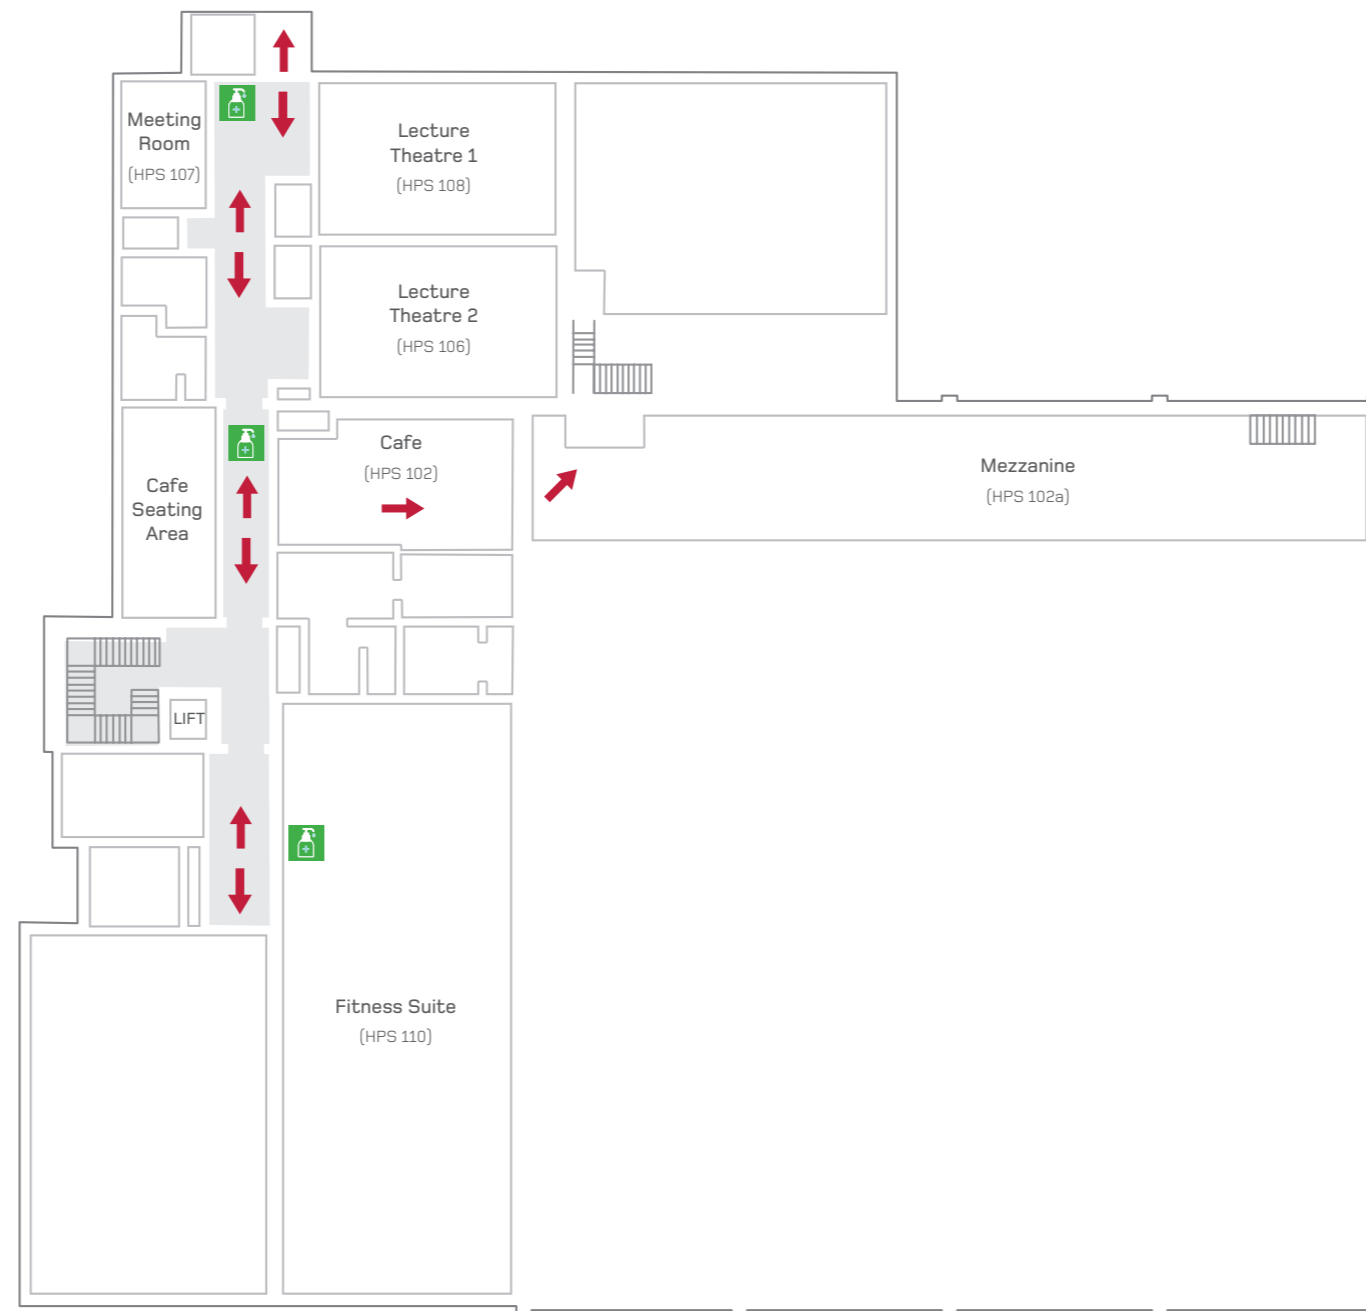 Meeting
Room
(HPS 107)
Lecture
Theatre 1
(HPS 108)
Lecture
Theatre 2
(HPS 106)
Cafe
(HPS 102)
Mezzanine
(HPS 102a)
Cafe
Seating
Area
LIFT
Fitness Suite
(HPS 110)